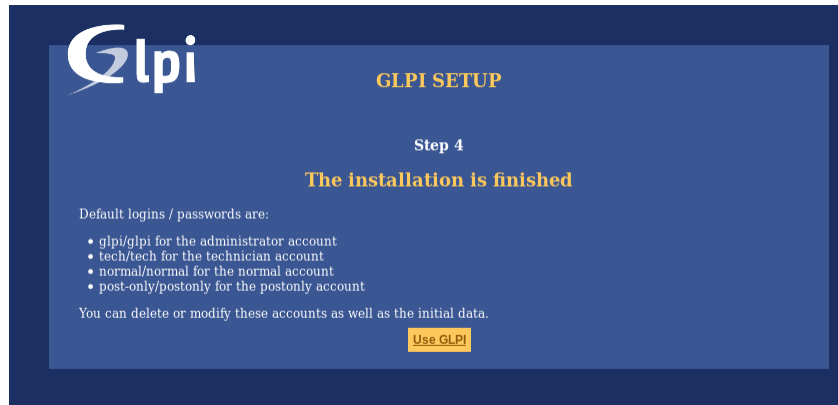 Glpi
GLPI SETUP
Step 4
The installation is finished
Default logins / passwords are:
• glpi/glpi for the administrator account
• tech/tech for the technician account
• normal/normal for the normal account
• post-only/postonly for the postonly account
You can delete or modify these accounts as well as the initial data.
Use GLPI